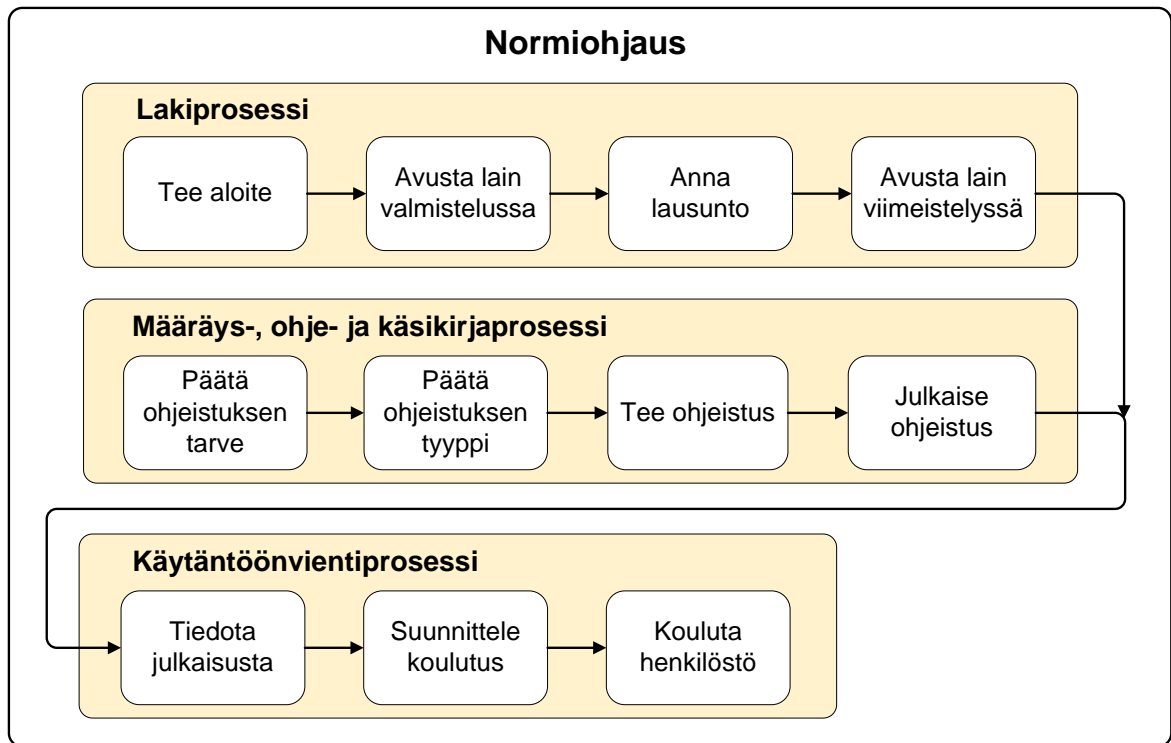 Normiohjaus
Lakiprosessi
Tee aloite
Avusta lain
valmistelussa
Anna
lausunto
Avusta lain
viimeistelyssä
Määräys-, ohje- ja käsikirjaprosessi
Päätä
ohjeistuksen
tarve
Päätä
ohjeistuksen
tyyppi
Tee ohjeistus
Julkaise
ohjeistus
Käytäntöönvientiprosessi
Tiedota
julkaisusta
Suunnittele
koulutus
Kouluta
henkilöstö